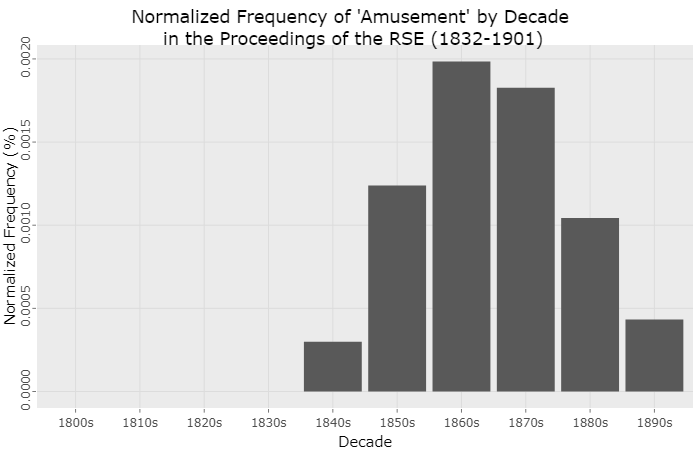 Normalized Frequency of 'Amusement' by Decade
in the Proceedings of the RSE (1832-1901)
Normalized Frequency (%)
0.0020
0.0015
0.0010
0.0005
0.0000
1800s 1810s 1820s 1830s 1840s 1850s 1860s 1870s 1880s 1890s
Decade